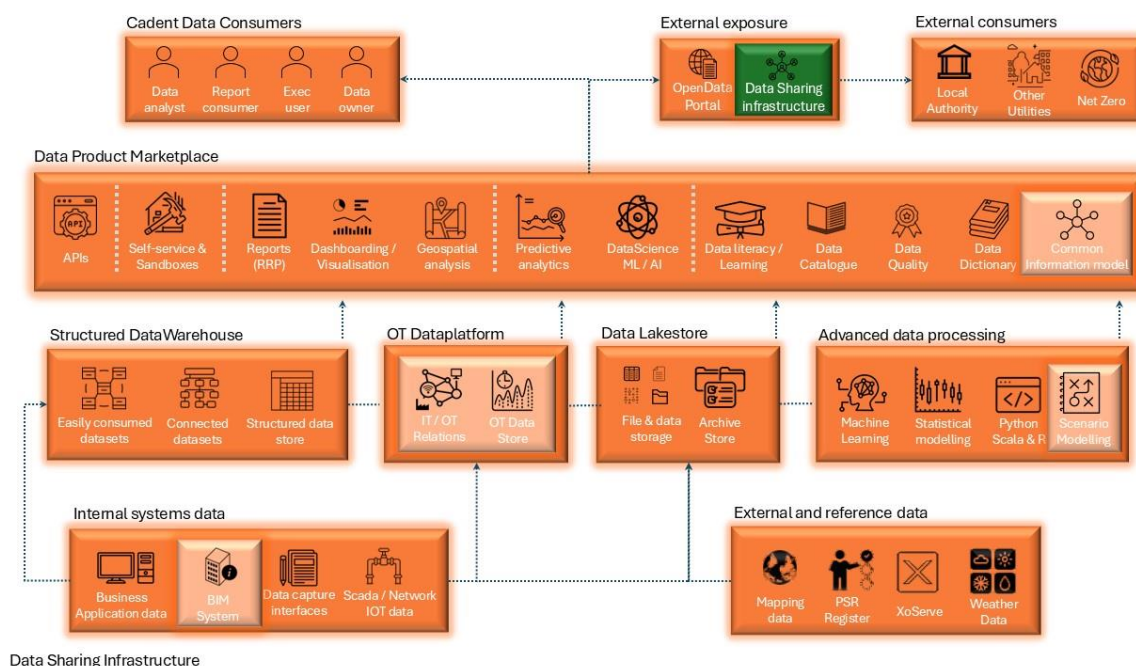 Cadent Data Consumers
External exposure
External consumers
Data
analyst
Report
consumer
Exec
user
Data
owner
OpenData
Portal
Data Sharing
infrastructure
Local
Authority
Other
Utilities
Net Zero
Data Product Marketplace
API
APIs
Self-service &
Sandboxes
Reports
(RRP)
Dashboarding /
Visualisation
Geospatial
analysis
Predictive
analytics
DataScience
ML / AI
Data literacy /
Learning
Data
Catalogue
Data
Quality
Data
Dictionary
Common
Information model
Structured DataWarehouse
OT Dataplatform
Data Lakestore
Advanced data processing
Easily consumed
datasets
Connected
datasets
Structured data
store
IT / OT
Relations
OT Data
Store
File & data
storage
Archive
Store
Machine
Learning
Statistical
modelling
Python
Scala & R
Scenario
Modelling
Internal systems data
External and reference data
Business
Application data
BIM
System
Data capture
interfaces
Scada / Network
IOT data
Mapping
data
PSR
Register
XoServe
Weather
Data
Data Sharing Infrastructure